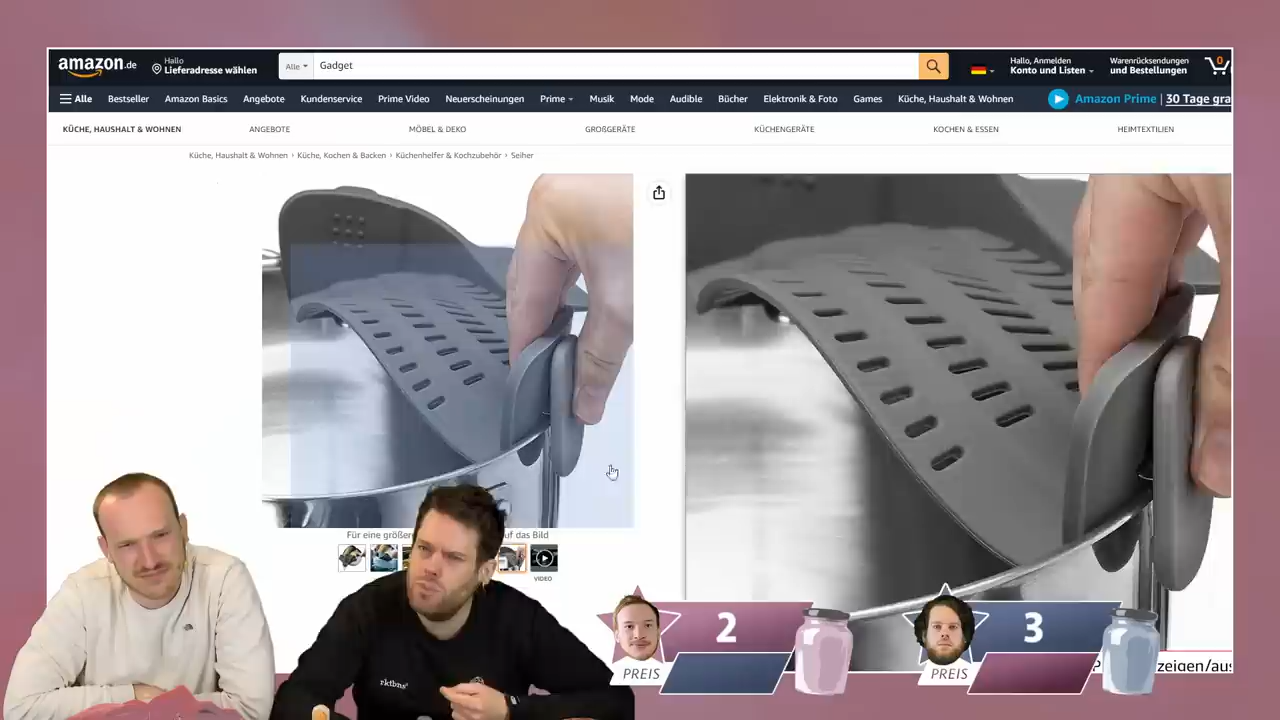 amazon.de
Hallo
Lieferadresse wählen
Alle
Gadget
Hallo, Anmelden
Konto und Listen
Warenrücksendungen
und Bestellungen
0
Alle
Bestseller
Amazon Basics
Angebote
Kundenservice
Prime Video
Neuerscheinungen
Prime
Musik
Mode
Audible
Bücher
Elektronik & Foto
Games
Küche, Haushalt & Wohnen
Amazon Prime | 30 Tage gra
KÜCHE, HAUSHALT & WOHNEN
ANGEBOTE
MÖBEL & DEKO
GROẞGERÄTE
KÜCHENGERÄTE
KOCHEN & ESSEN
HEIMTEXTILIEN
Küche, Haushalt & Wohnen › Küche, Kochen & Backen › Küchenhelfer & Kochzubehör › Seiher
Für eine größer
uf das Bild
VIDEO
2
3
PREIS
PREIS
zeigen/aus
rktbns